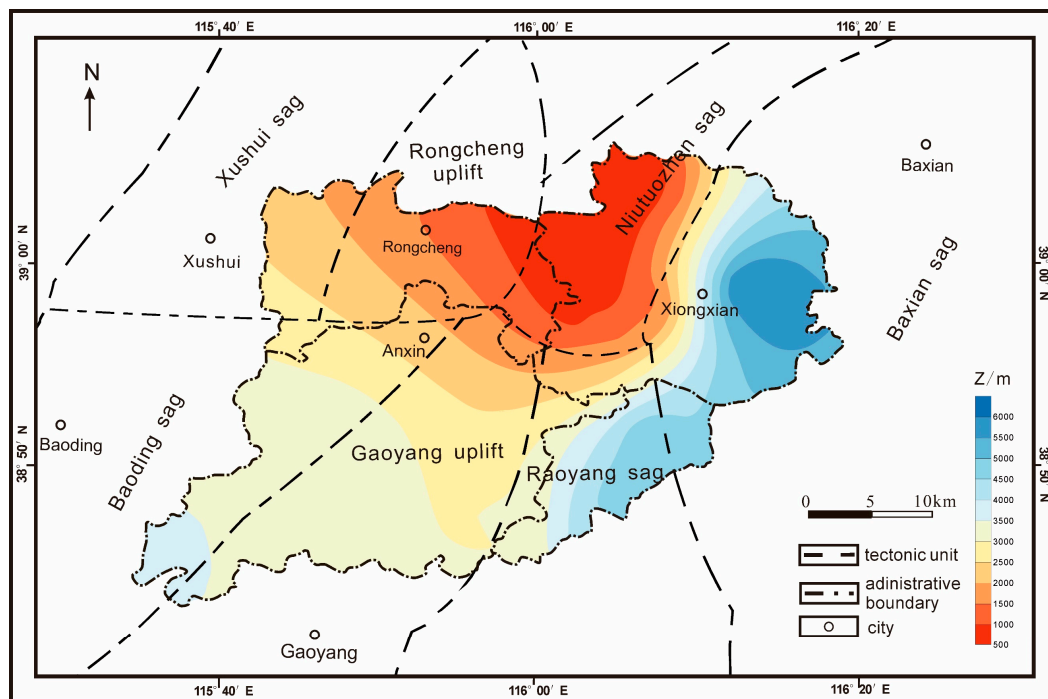 115° 40′ E
116° 00′ E
116° 20′ E
N
Xushui sag
Rongcheng
uplift
Niutuozhen sag
Baxian
39° 00′ N
Rongcheng
Xushui
39° 00′ N
Xiongxian
Baxian sag
Anxin
Z/m
6000
5500
5000
4500
4000
3500
3000
2500
2000
1500
1000
500
Baoding sag
Baoding
38° 50′ N
Gaoyang uplift
Raoyang sag
38° 50′ N
0 5 10km
tectonic unit
adinistrative
boundary
city
Gaoyang
115° 40′ E
116° 00′ E
116° 20′ E